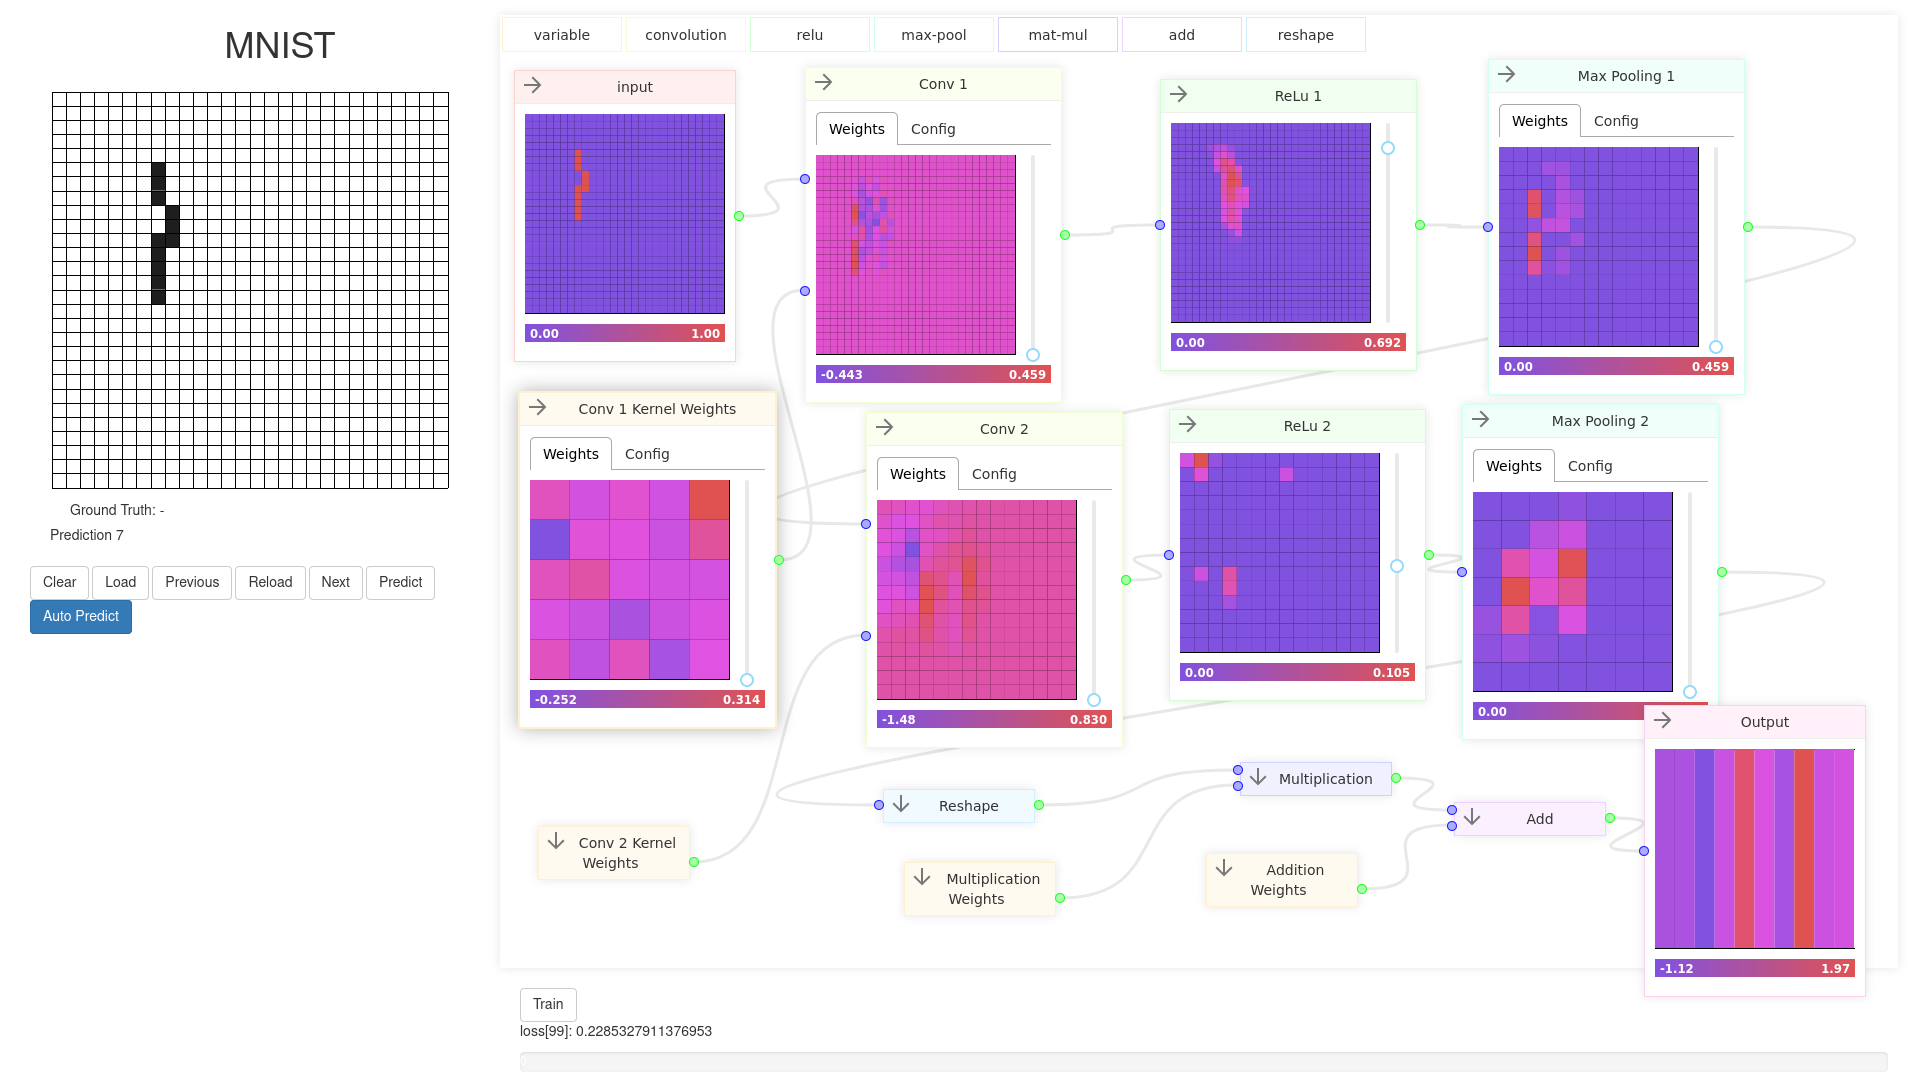 MNIST
Ground Truth: -
Prediction 7
Clear
Load
Previous
Reload
Next
Predict
Auto Predict
variable
convolution
relu
max-pool
mat-mul
add
reshape
input
0.00
1.00
Conv 1
Weights
Config
-0.443
0.459
ReLu 1
0.00
0.692
Max Pooling 1
Weights
Config
0.00
0.459
Conv 1 Kernel Weights
Weights
Config
-0.252
0.314
Conv 2
Weights
Config
-1.48
0.830
ReLu 2
0.00
0.105
Max Pooling 2
Weights
Config
0.00
Output
-1.12
1.97
Reshape
Multiplication
Add
Conv 2 Kernel
Weights
Multiplication
Weights
Addition
Weights
Train
loss[99]: 0.2285327911376953